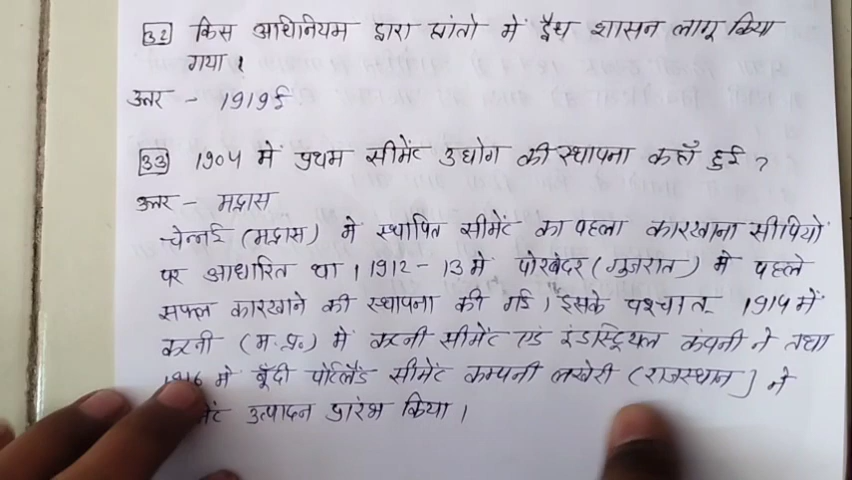 32 किस अधिनियम द्वारा प्रांतो में द्वैध शासन लागू किया
गया ।
उत्तर - 1919ई
33 1904 में प्रथम सीमेंट उद्योग की स्थापना कहाँ हुई ?
उत्तर - मद्रास
चेन्नई (मद्रास) मे स्थापित सीमेंट का पहला कारखाना सीपियों
पर आधारित था । 1912-13 मे पोरबंदर (गुजरात) मे पहले
सफल कारखाने की स्थापना की गई । इसके पश्चात 1914 में
कटनी (म.प्र.) में कटनी सीमेंट एंड इंडस्ट्रियल कंपनी ने तथा
1916 मे बूँदी पोर्टलैंड सीमेंट कम्पनी लखेरी (राजस्थान) ने
उत्पादन प्रारंभ किया ।